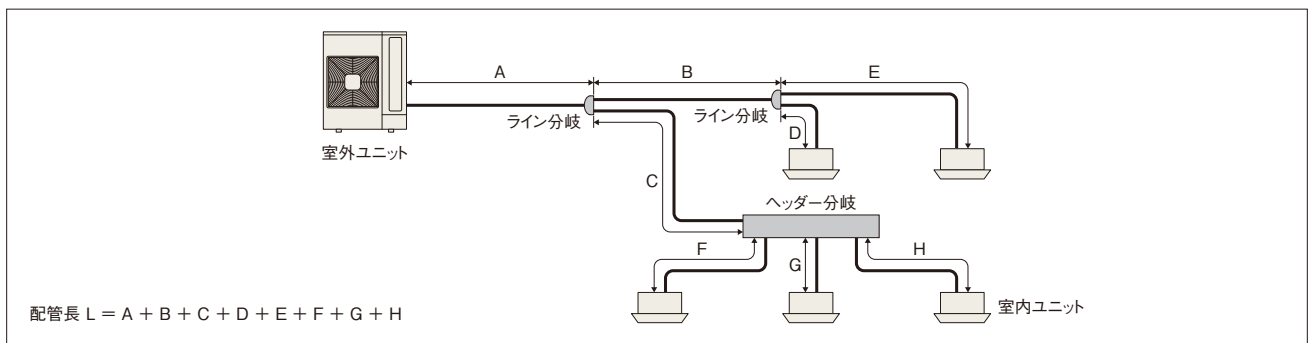 A
B
E
ライン分岐
ライン分岐
D
室外ユニット
C
ヘッダー分岐
F
G
H
配管長 L = A + B + C + D + E + F + G + H
室内ユニット